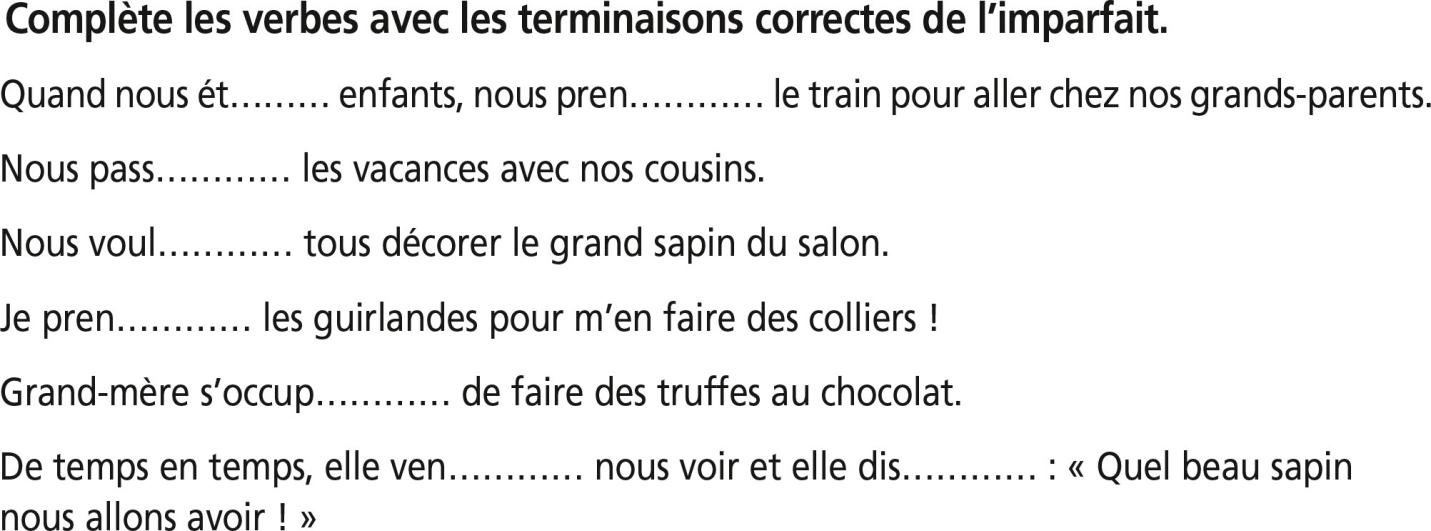 Complète les verbes avec les terminaisons correctes de l’imparfait.
Quand nous ét……… enfants, nous pren………… le train pour aller chez nos grands-parents.
Nous pass………… les vacances avec nos cousins.
Nous voul………… tous décorer le grand sapin du salon.
Je pren………… les guirlandes pour m’en faire des colliers !
Grand-mère s’occup………… de faire des truffes au chocolat.
De temps en temps, elle ven………… nous voir et elle dis………… : « Quel beau sapin
nous allons avoir ! »